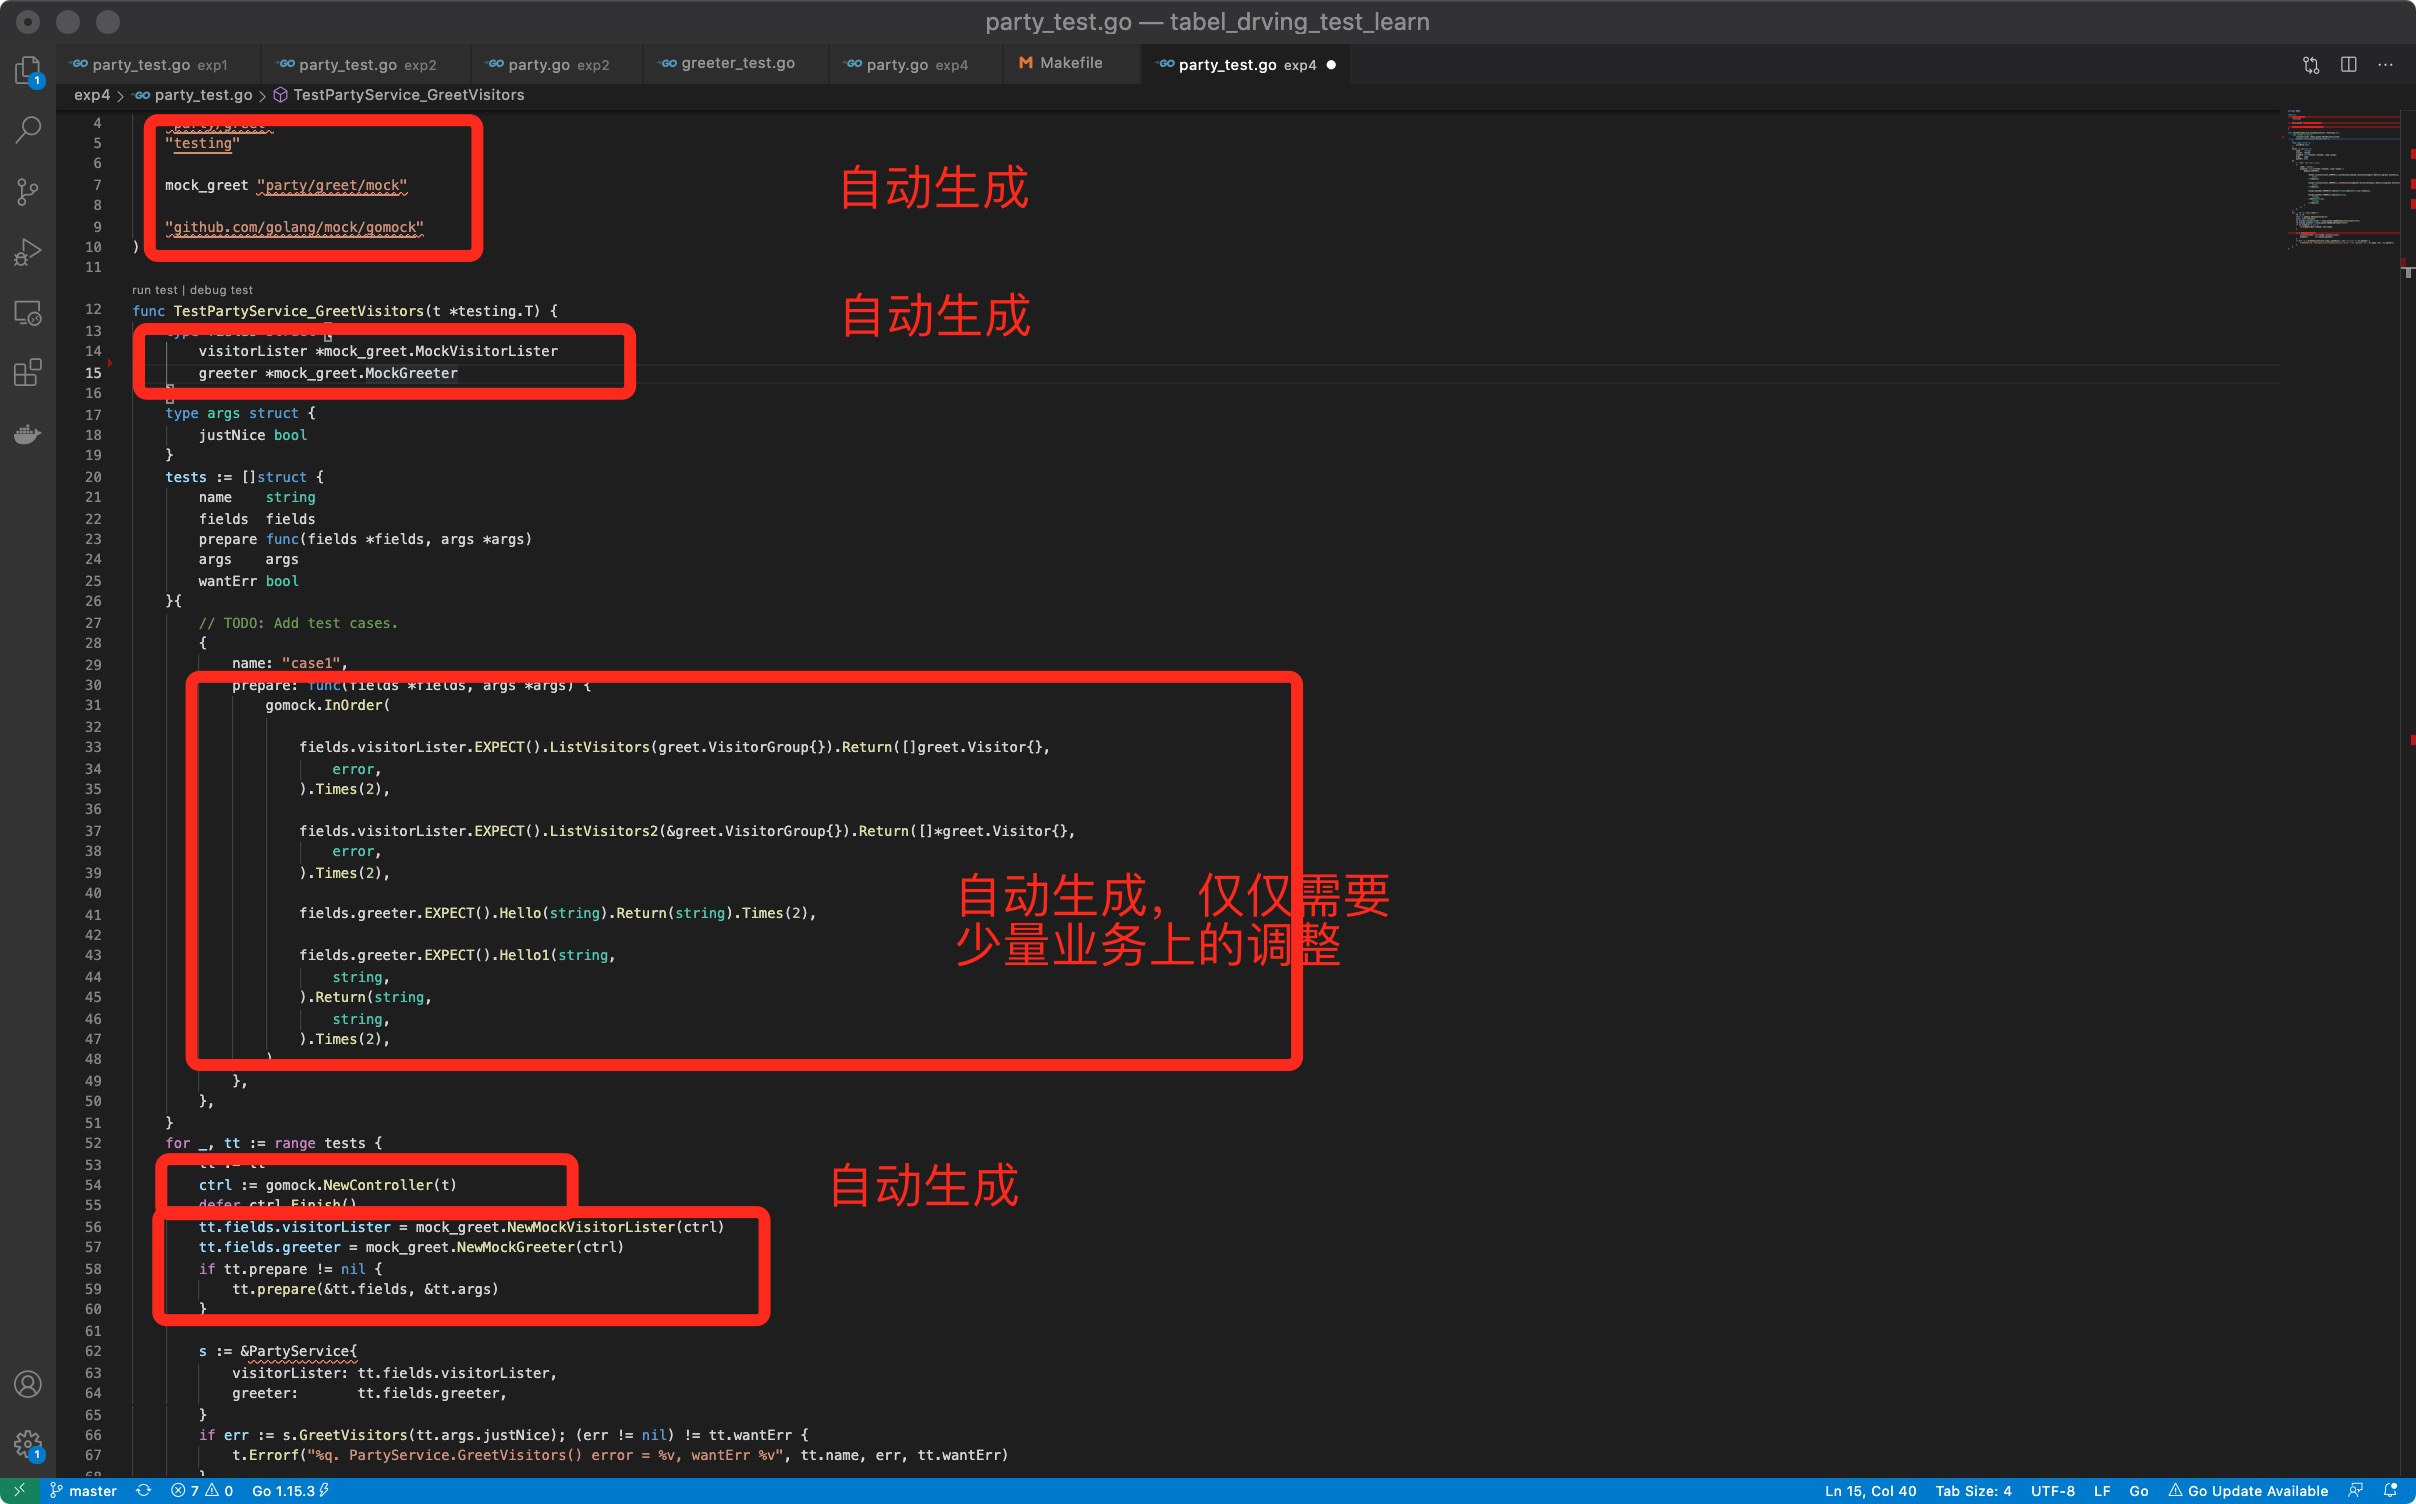 party_test.go — tabel_drving_test_learn
party_test.go exp1 party_test.go exp2 party.go exp2 greeter_test.go party.go exp4 Makefile party_test.go exp4
exp4 > party_test.go > TestPartyService_GreetVisitors
4 "party/greet"
5 "testing"
6
7 mock_greet "party/greet/mock"
8
9 "github.com/golang/mock/gomock"
10 )
11
自动生成
run test | debug test
12 func TestPartyService_GreetVisitors(t *testing.T) {
自动生成
13 type fields struct {
14 visitorLister *mock_greet.MockVisitorLister
15 greeter *mock_greet.MockGreeter
16 }
17 type args struct {
18 justNice bool
19 }
20 tests := []struct {
21 name string
22 fields fields
23 prepare func(fields *fields, args *args)
24 args args
25 wantErr bool
26 }{
27 // TODO: Add test cases.
28 {
29 name: "case1",
30 prepare: func(fields *fields, args *args) {
31 gomock.InOrder(
32
33 fields.visitorLister.EXPECT().ListVisitors(greet.VisitorGroup{}).Return([]greet.Visitor{},
34 error,
35 ).Times(2),
36
37 fields.visitorLister.EXPECT().ListVisitors2(&greet.VisitorGroup{}).Return([]*greet.Visitor{},
38 error,
39 ).Times(2),
40
41 fields.greeter.EXPECT().Hello(string).Return(string).Times(2),
42
43 fields.greeter.EXPECT().Hello1(string,
44 string,
45 ).Return(string,
46 string,
47 ).Times(2),
48 )
自动生成，仅仅需要
少量业务上的调整
49 },
50 },
51 }
52 for _, tt := range tests {
53 tt := tt
54 ctrl := gomock.NewController(t)
55 defer ctrl.Finish()
自动生成
56 tt.fields.visitorLister = mock_greet.NewMockVisitorLister(ctrl)
57 tt.fields.greeter = mock_greet.NewMockGreeter(ctrl)
58 if tt.prepare != nil {
59 tt.prepare(&tt.fields, &tt.args)
60 }
61
62 s := &PartyService{
63 visitorLister: tt.fields.visitorLister,
64 greeter: tt.fields.greeter,
65 }
66 if err := s.GreetVisitors(tt.args.justNice); (err != nil) != tt.wantErr {
67 t.Errorf("%q. PartyService.GreetVisitors() error = %v, wantErr %v", tt.name, err, tt.wantErr)
68 }
master 7 0 Go 1.15.3 Ln 15, Col 40 Tab Size: 4 UTF-8 LF Go Go Update Available